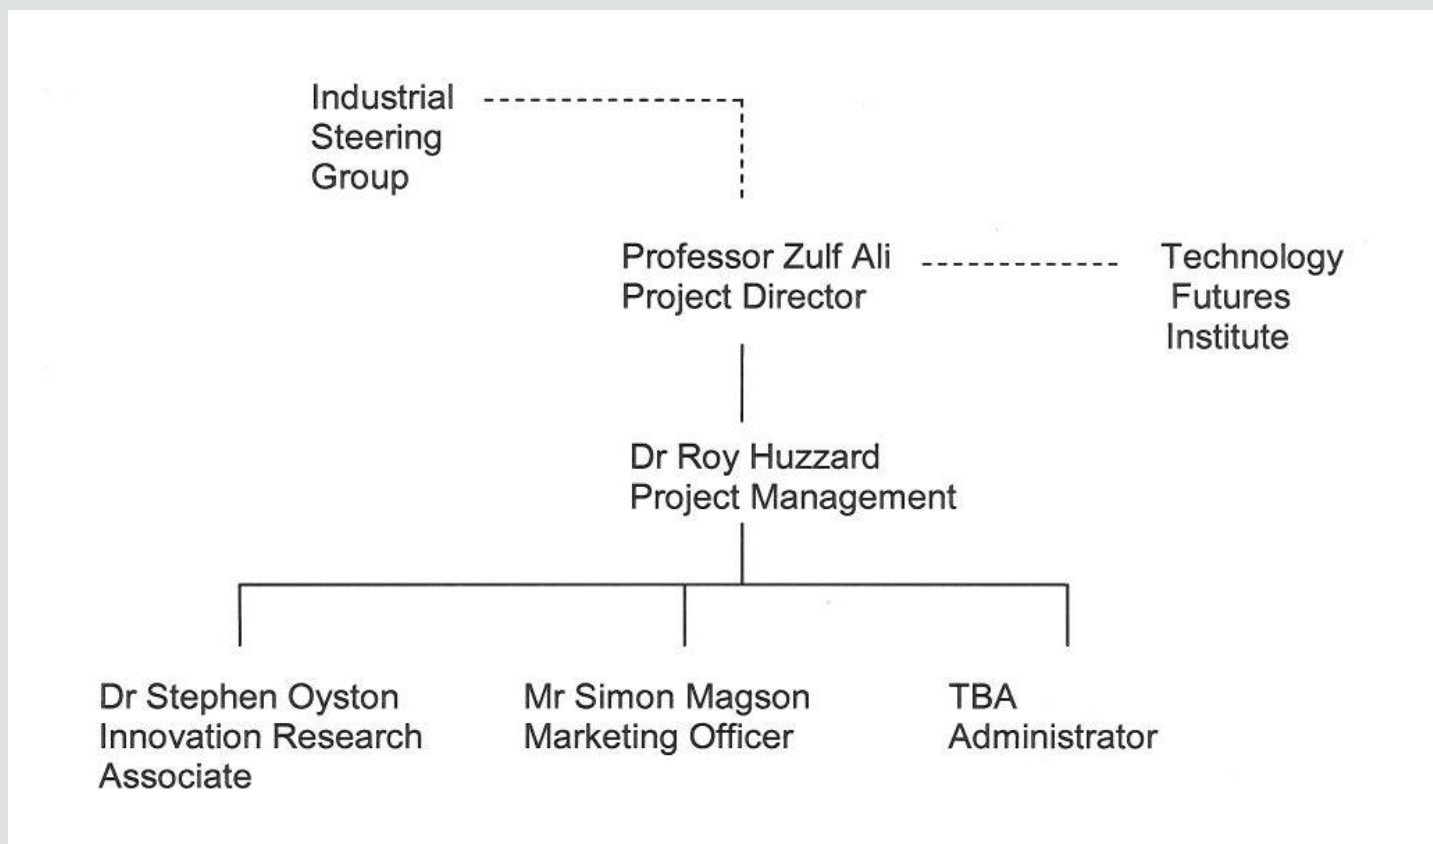 Industrial
Steering
Group
Professor Zulf Ali
Project Director
Technology
Futures
Institute
Dr Roy Huzzard
Project Management
Dr Stephen Oyston
Innovation Research
Associate
Mr Simon Magson
Marketing Officer
TBA
Administrator